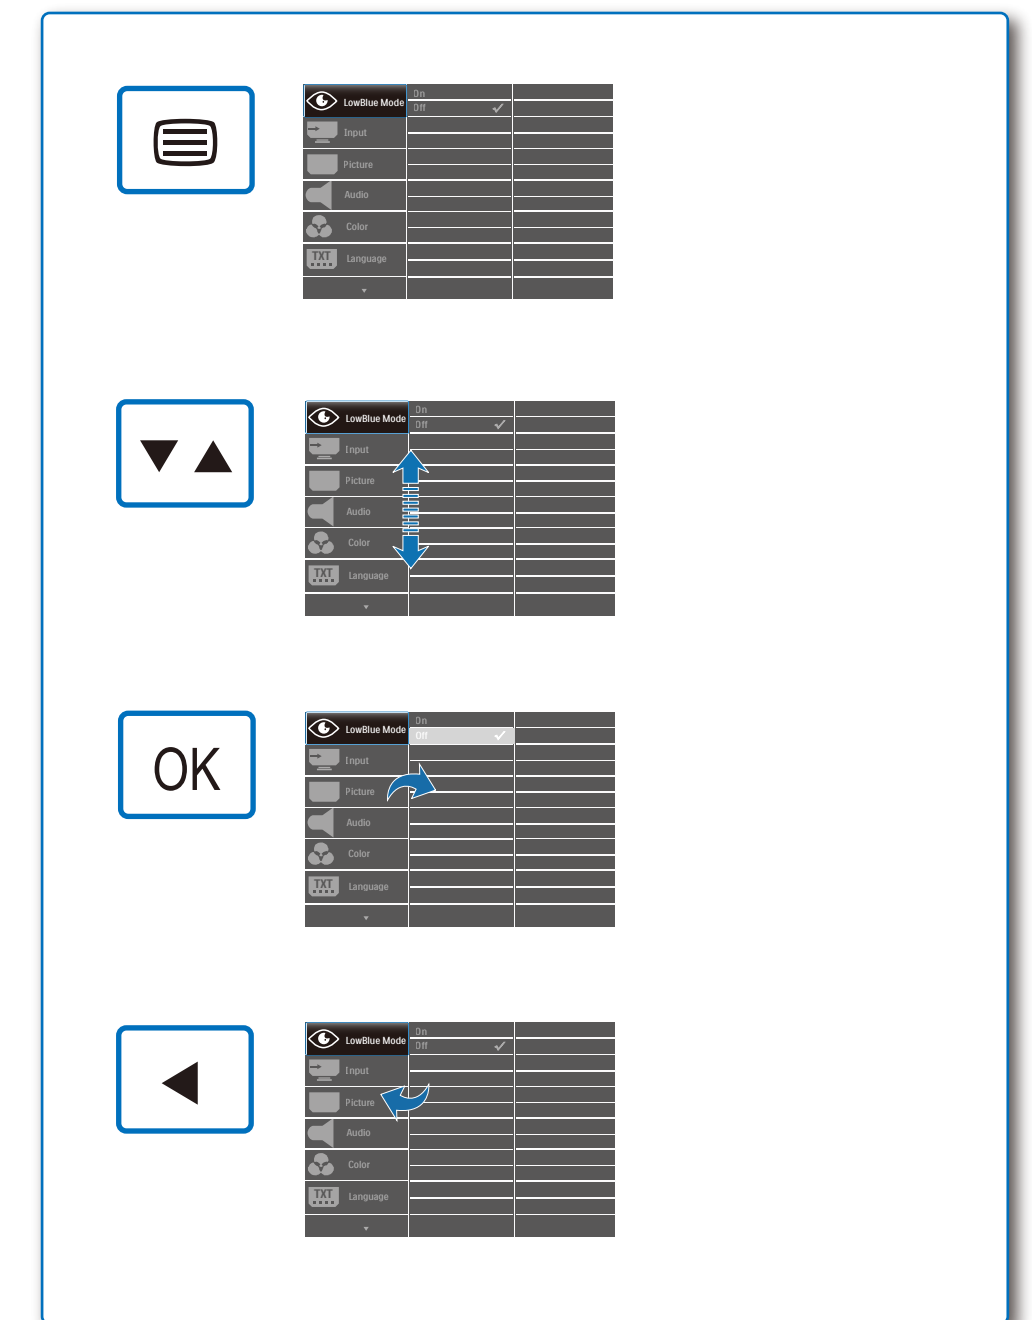 On
LowBlue Mode
Off
Input
Picture
Audio
Color
TXT
Language
On
LowBlue Mode
Off
Input
Picture
Audio
Color
TXT
Language
On
LowBlue Mode
Off
Input
OK
Picture
Audio
Color
TXT
Language
On
LowBlue Mode
Off
Input
Picture
Audio
Color
TXT
Language